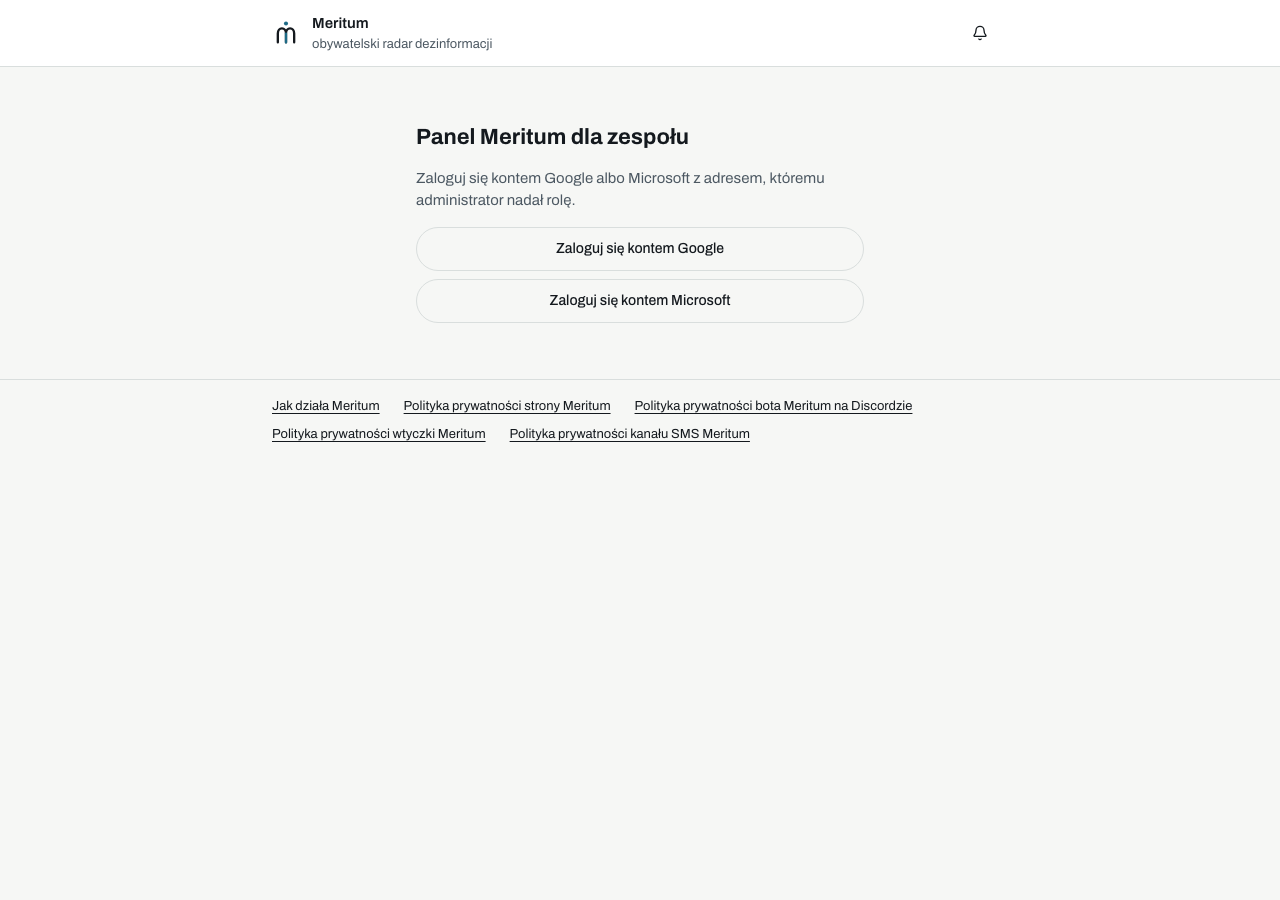 Meritum
obywatelski radar dezinformacji
Panel Meritum dla zespołu
Zaloguj się kontem Google albo Microsoft z adresem, któremu
administrator nadał rolę.
Zaloguj się kontem Google
Zaloguj się kontem Microsoft
Jak działa Meritum Polityka prywatności strony Meritum Polityka prywatności bota Meritum na Discordzie
Polityka prywatności wtyczki Meritum Polityka prywatności kanału SMS Meritum